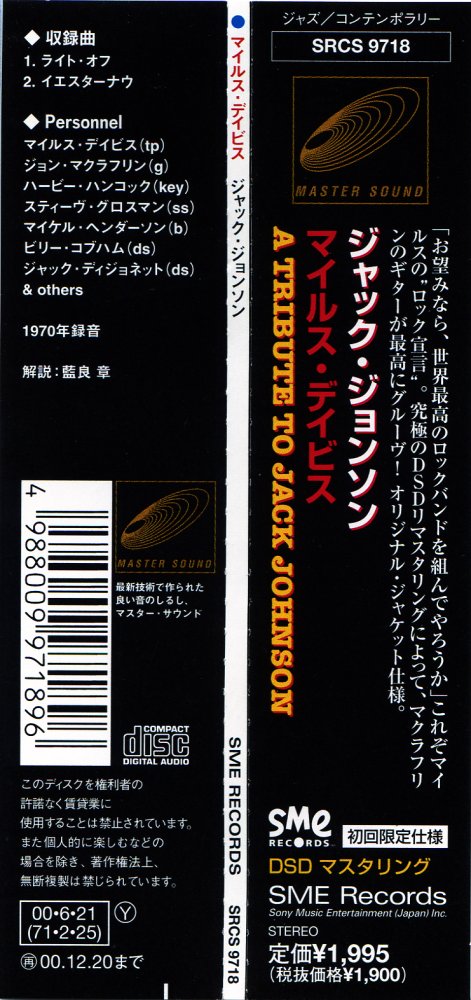 ◆ 収録曲
1. ライト・オフ
2. イエスターナウ
◆ Personnel
マイルス・デイビス(tp)
ジョン・マクラフリン(g)
ハービー・ハンコック(key)
スティーヴ・グロスマン(ss)
マイケル・ヘンダーソン(b)
ビリー・コブハム(ds)
ジャック・ディジョネット(ds)
& others
1970年録音
解説：藍良 章
4 988009 971896
MASTER SOUND
最新技術で作られた
良い音のしるし、
マスター・サウンド
COMPACT
disc
DIGITAL AUDIO
このディスクを権利者の
許諾なく賃貸業に
使用することは禁止されています。
また個人的に楽しむなどの
場合を除き、著作権法上、
無断複製は禁じられています。
00・6・21
(71・2・25)
Ⓨ
㊢00.12.20まで
● マイルス・デイビス ジャック・ジョンソン SME RECORDS SRCS 9718
ジャズ／コンテンポラリー
SRCS 9718
MASTER SOUND
「お望みなら、世界最高のロックバンドを組んでやろうか」これぞマイ
ルスの”ロック宣言“。究極のDSDリマスタリングによって、マクラフリ
ンのギターが最高にグルーヴ！オリジナル・ジャケット仕様。
ジャック・ジョンソン
マイルス・デイビス
A TRIBUTE TO JACK JOHNSON
SMe
RECORDS
初回限定仕様
DSD マスタリング
SME Records
Sony Music Entertainment (Japan) Inc.
STEREO
定価¥1,995
(税抜価格¥1,900)